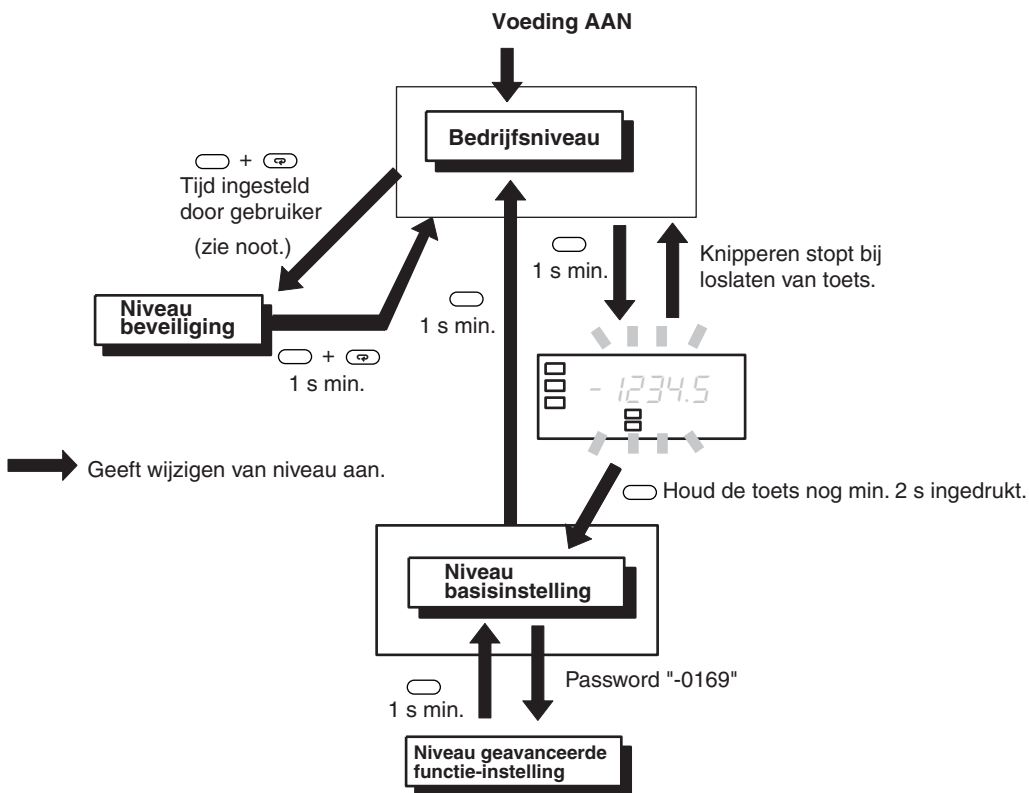 Voeding AAN
Bedrijfsniveau
+
Tijd ingesteld
door gebruiker
(zie noot.)
1 s min.
Knipperen stopt bij
loslaten van toets.
Niveau
beveiliging
1 s min.
+
1 s min.
- 1234.5
Geeft wijzigen van niveau aan.
Houd de toets nog min. 2 s ingedrukt.
Niveau
basisinstelling
Password "-0169"
1 s min.
Niveau geavanceerde
functie-instelling